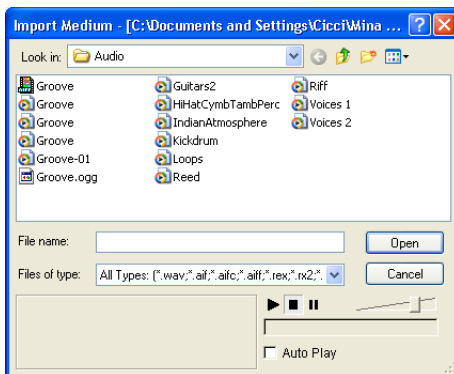 Import Medium - [C:\Documents and Settings\Cicci\Mina ...
Look in: Audio
Groove
Groove
Groove
Groove
Groove-01
Groove.ogg
Guitars2
HiHatCymbTambPerc
IndianAtmosphere
Kickdrum
Loops
Reed
Riff
Voices 1
Voices 2
File name:
Open
Files of type: All Types: (*.wav;*.aif;*.aifc;*.aiff;*.rex;*.rx2;*.
Cancel
Auto Play